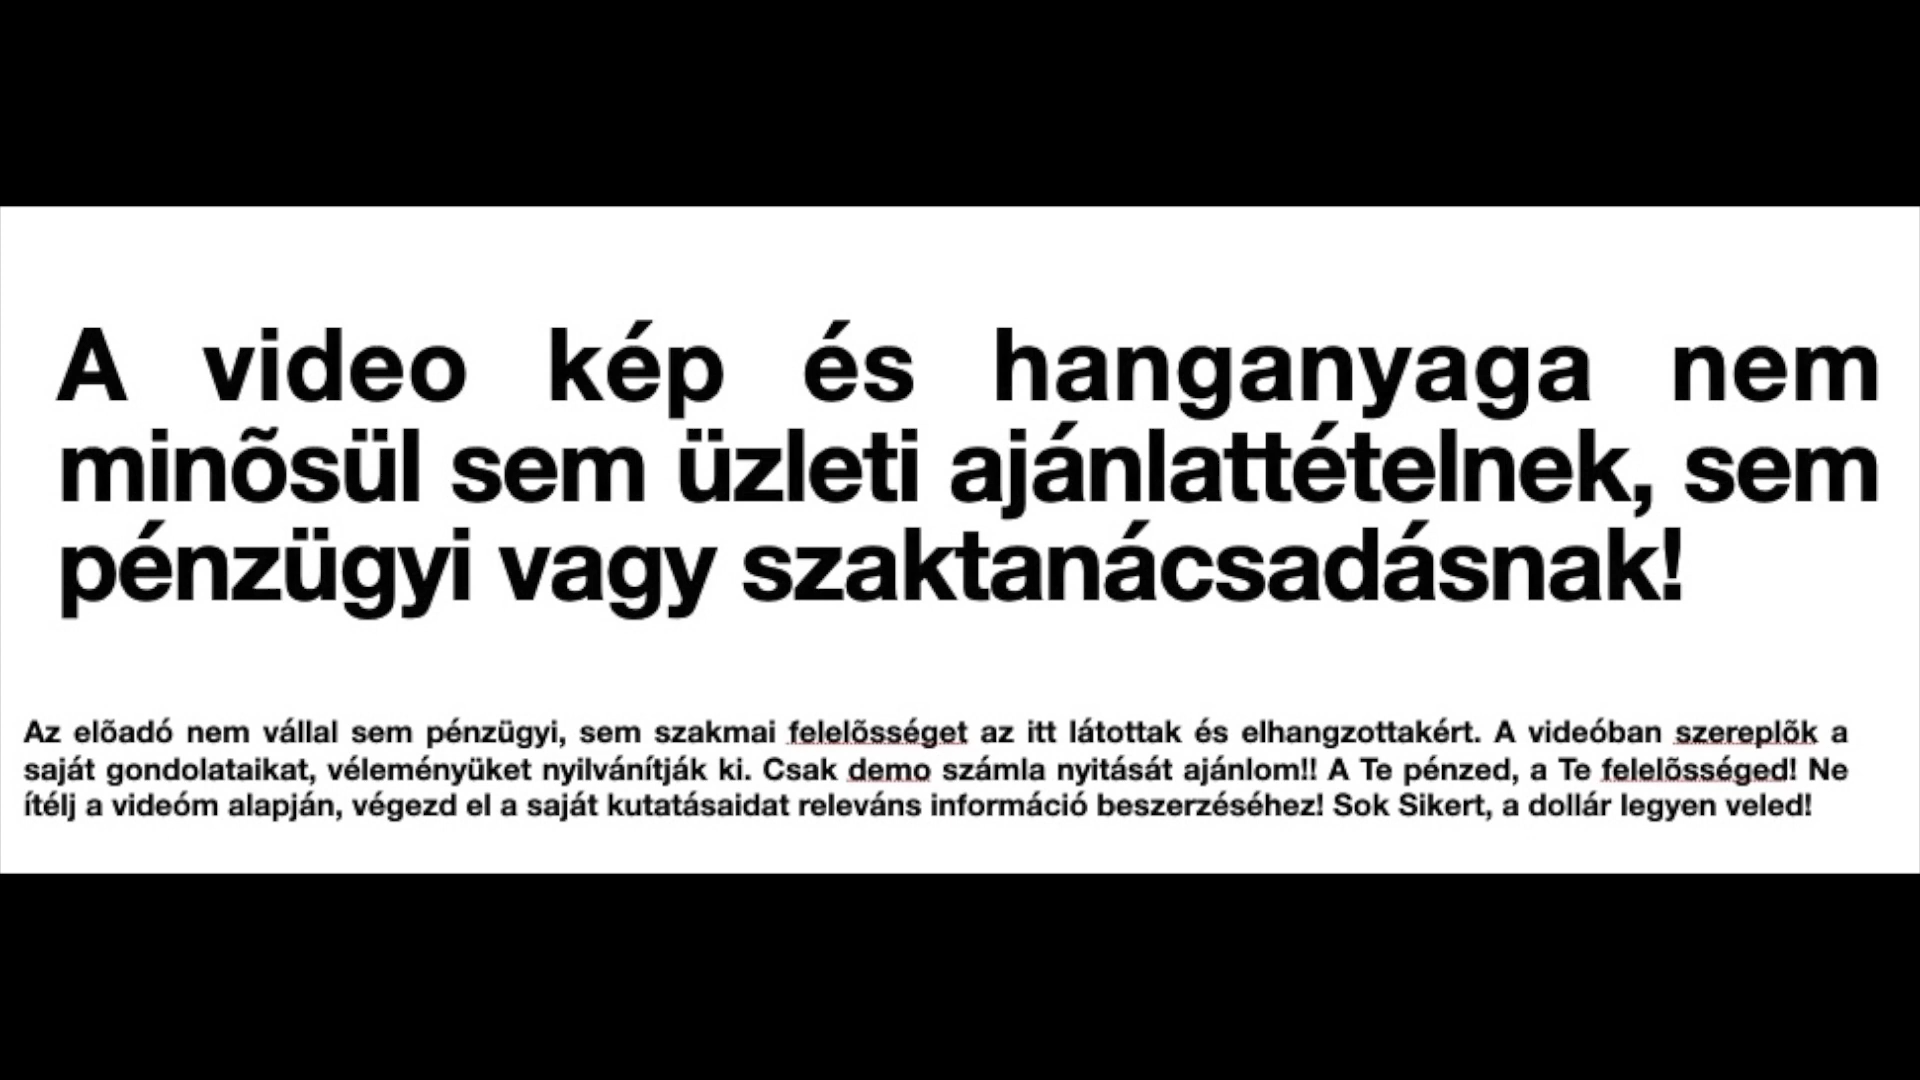 A video kép és hanganyaga nem
minõsül sem üzleti ajánlattételnek, sem
pénzügyi vagy szaktanácsadásnak!
Az elõadó nem vállal sem pénzügyi, sem szakmai felelõsséget az itt látottak és elhangzottakért. A videóban szereplõk a
saját gondolataikat, véleményüket nyilvánítják ki. Csak demo számla nyitását ajánlom!! A Te pénzed, a Te felelõsséged! Ne
ítélj a videóm alapján, végezd el a saját kutatásaidat releváns információ beszerzéséhez! Sok Sikert, a dollár legyen veled!